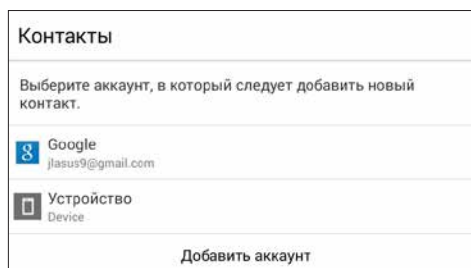 Контакты
Выберите аккаунт, в который следует добавить новый
контакт.
Google
jlasus9@gmail.com
Устройство
Device
Добавить аккаунт